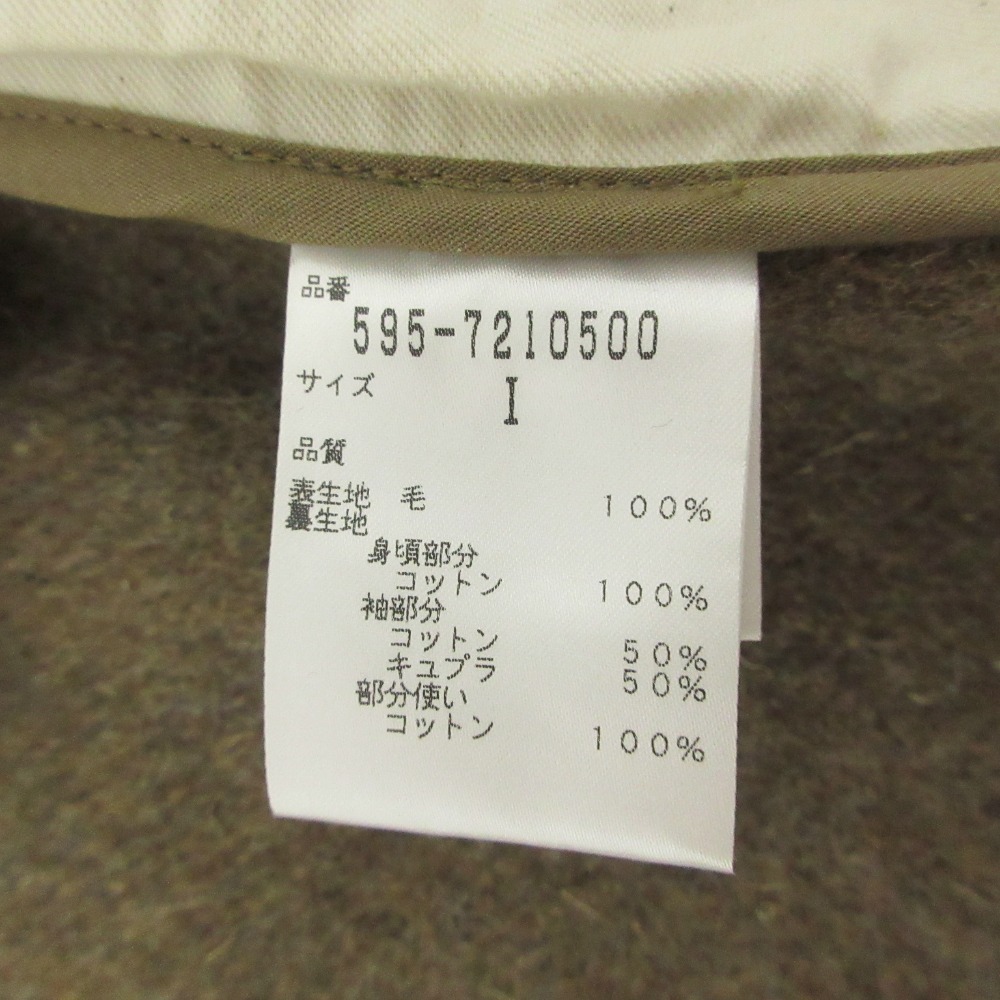 品番
595-7210500
サイズ I
品質
表生地 毛 100%
裏生地
身頃部分
コットン 100%
袖部分
コットン 50%
キュプラ 50%
部分使い
コットン 100%